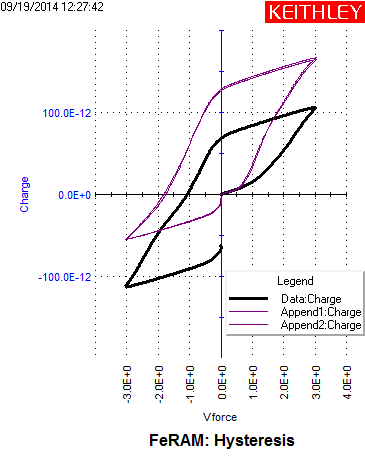 09/19/2014 12:27:42
KEITHLEY
100.0E-12
0.0E+0
-100.0E-12
Charge
Legend
Data:Charge
Append1:Charge
Append2:Charge
-3.0E+0
-2.0E+0
-1.0E+0
0.0E+0
1.0E+0
2.0E+0
3.0E+0
4.0E+0
Vforce
FeRAM: Hysteresis